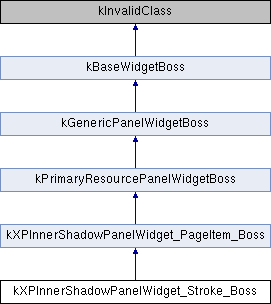 kInvalidClass
kBaseWidgetBoss
kGenericPanelWidgetBoss
kPrimaryResourcePanelWidgetBoss
kXPInnerShadowPanelWidget_PageItem_Boss
kXPInnerShadowPanelWidget_Stroke_Boss